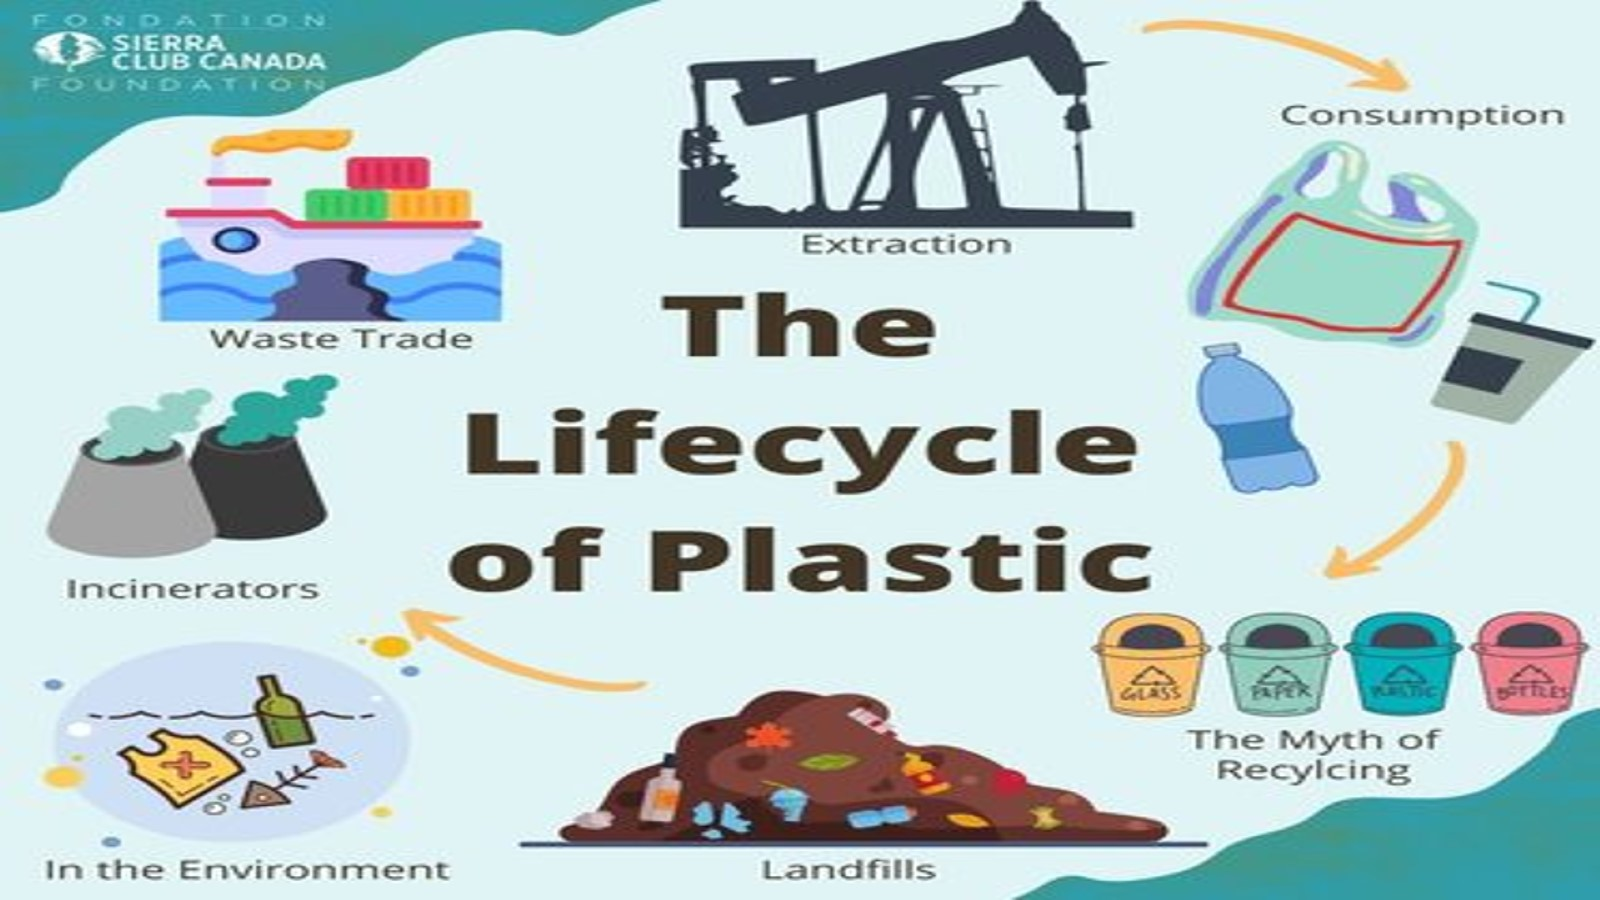 FONDATION
SIERRA
CLUB CANADA
FOUNDATION
Extraction
Consumption
Waste Trade
The
Lifecycle
of Plastic
Incinerators
GLASS
PAPER
PLASTIC
BOTTLES
The Myth of
Recylcing
In the Environment
Landfills